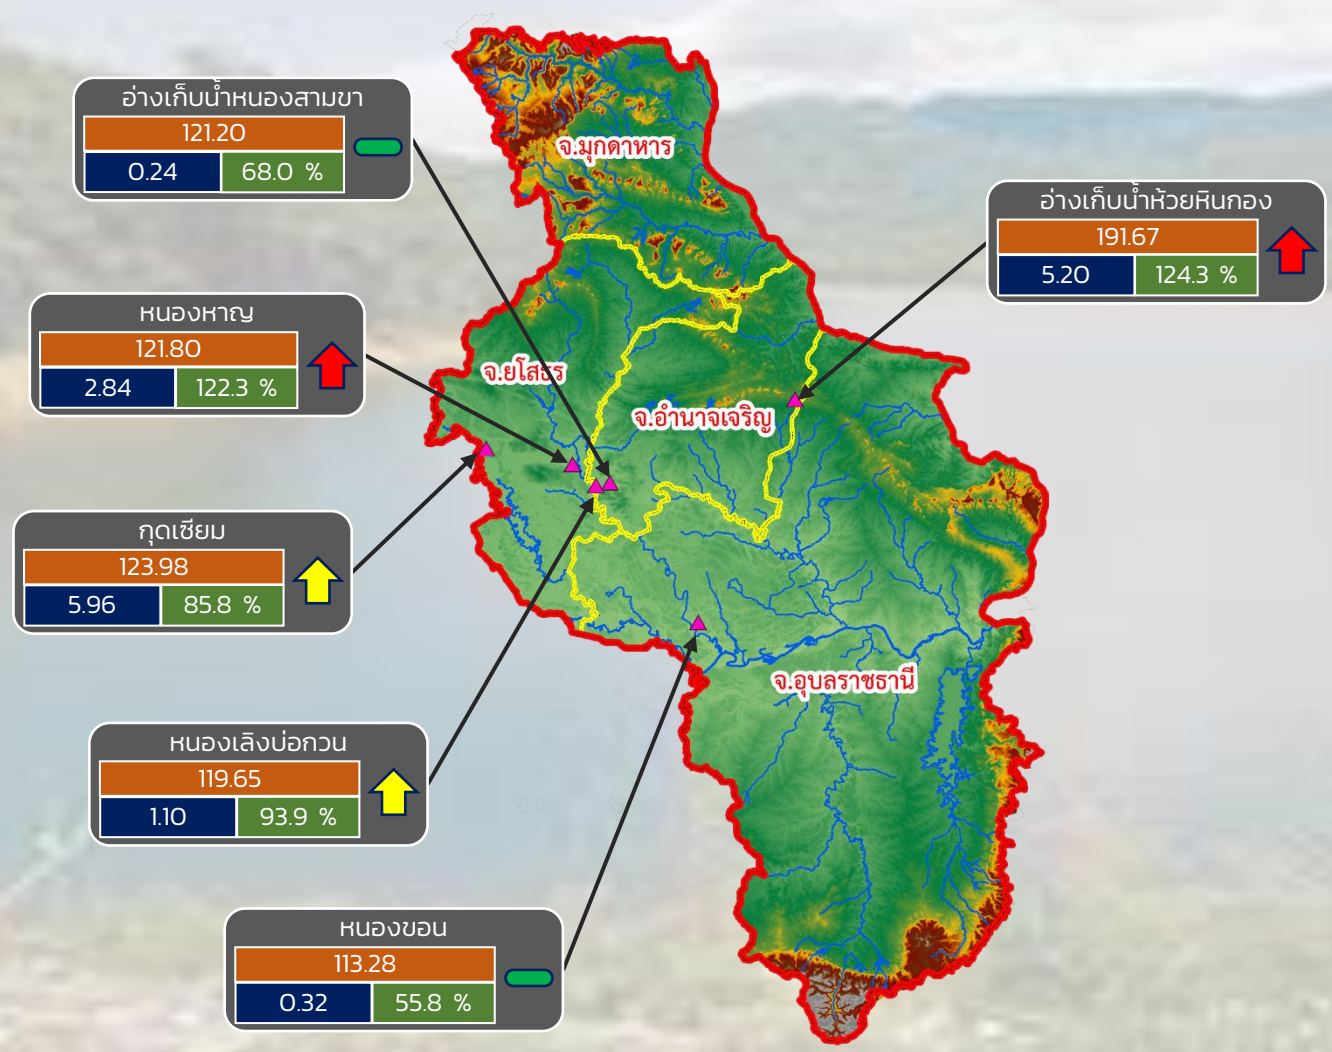 อ่างเก็บน้ำหนองสามขา
121.20
0.24 68.0 %
จ.มุกดาหาร
อ่างเก็บน้ำห้วยหินกอง
191.67
5.20 124.3 %
หนองหาญ
121.80
2.84 122.3 %
จ.ยโสธร
จ.อำนาจเจริญ
กุดเซียม
123.98
5.96 85.8 %
จ.อุบลราชธานี
หนองเลิงบ่อกวน
119.65
1.10 93.9 %
หนองขอน
113.28
0.32 55.8 %